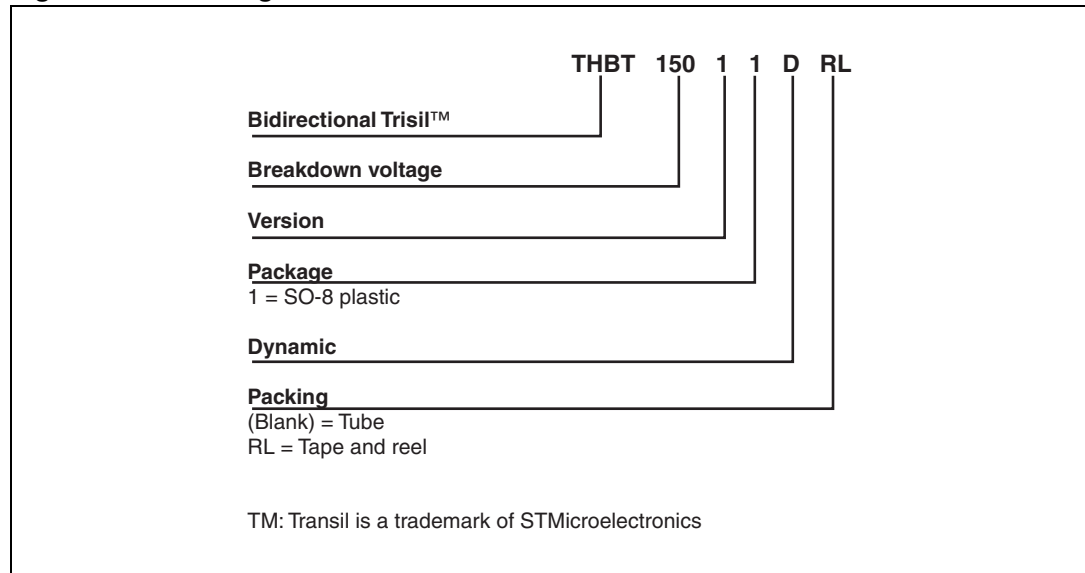 THBT 150 1 1 D RL
Bidirectional Trisil™
Breakdown voltage
Version
Package
1 = SO-8 plastic
Dynamic
Packing
(Blank) = Tube
RL = Tape and reel
TM: Transil is a trademark of STMicroelectronics